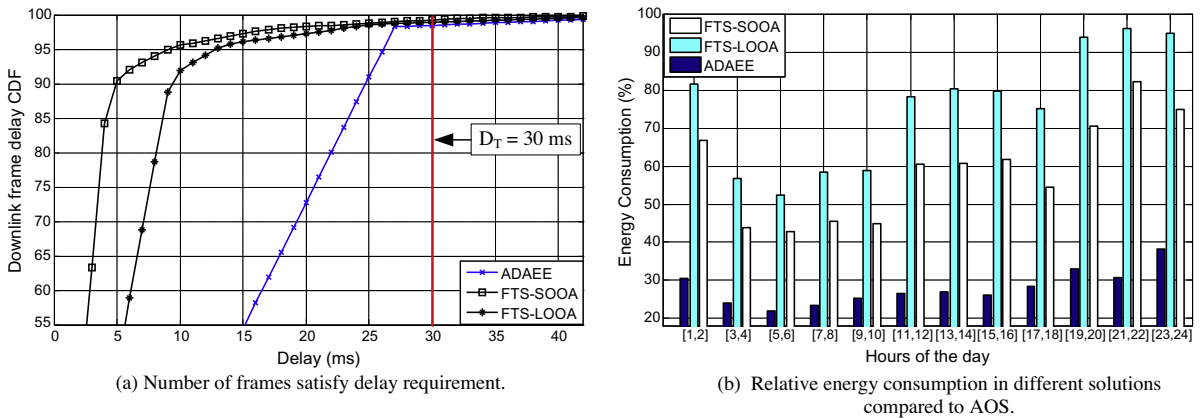 100
95
90
85
80
75
70
65
60
55
Downlink frame delay CDF
D_T = 30 ms
ADAEE
FTS-SOOA
FTS-LOOA
0 5 10 15 20 25 30 35 40
Delay (ms)
(a) Number of frames satisfy delay requirement.
100
90
80
70
60
50
40
30
20
Energy Consumption (%)
FTS-SOOA
FTS-LOOA
ADAEE
[1,2] [3,4] [5,6] [7,8] [9,10] [11,12] [13,14] [15,16] [17,18] [19,20] [21,22] [23,24]
Hours of the day
(b) Relative energy consumption in different solutions
compared to AOS.